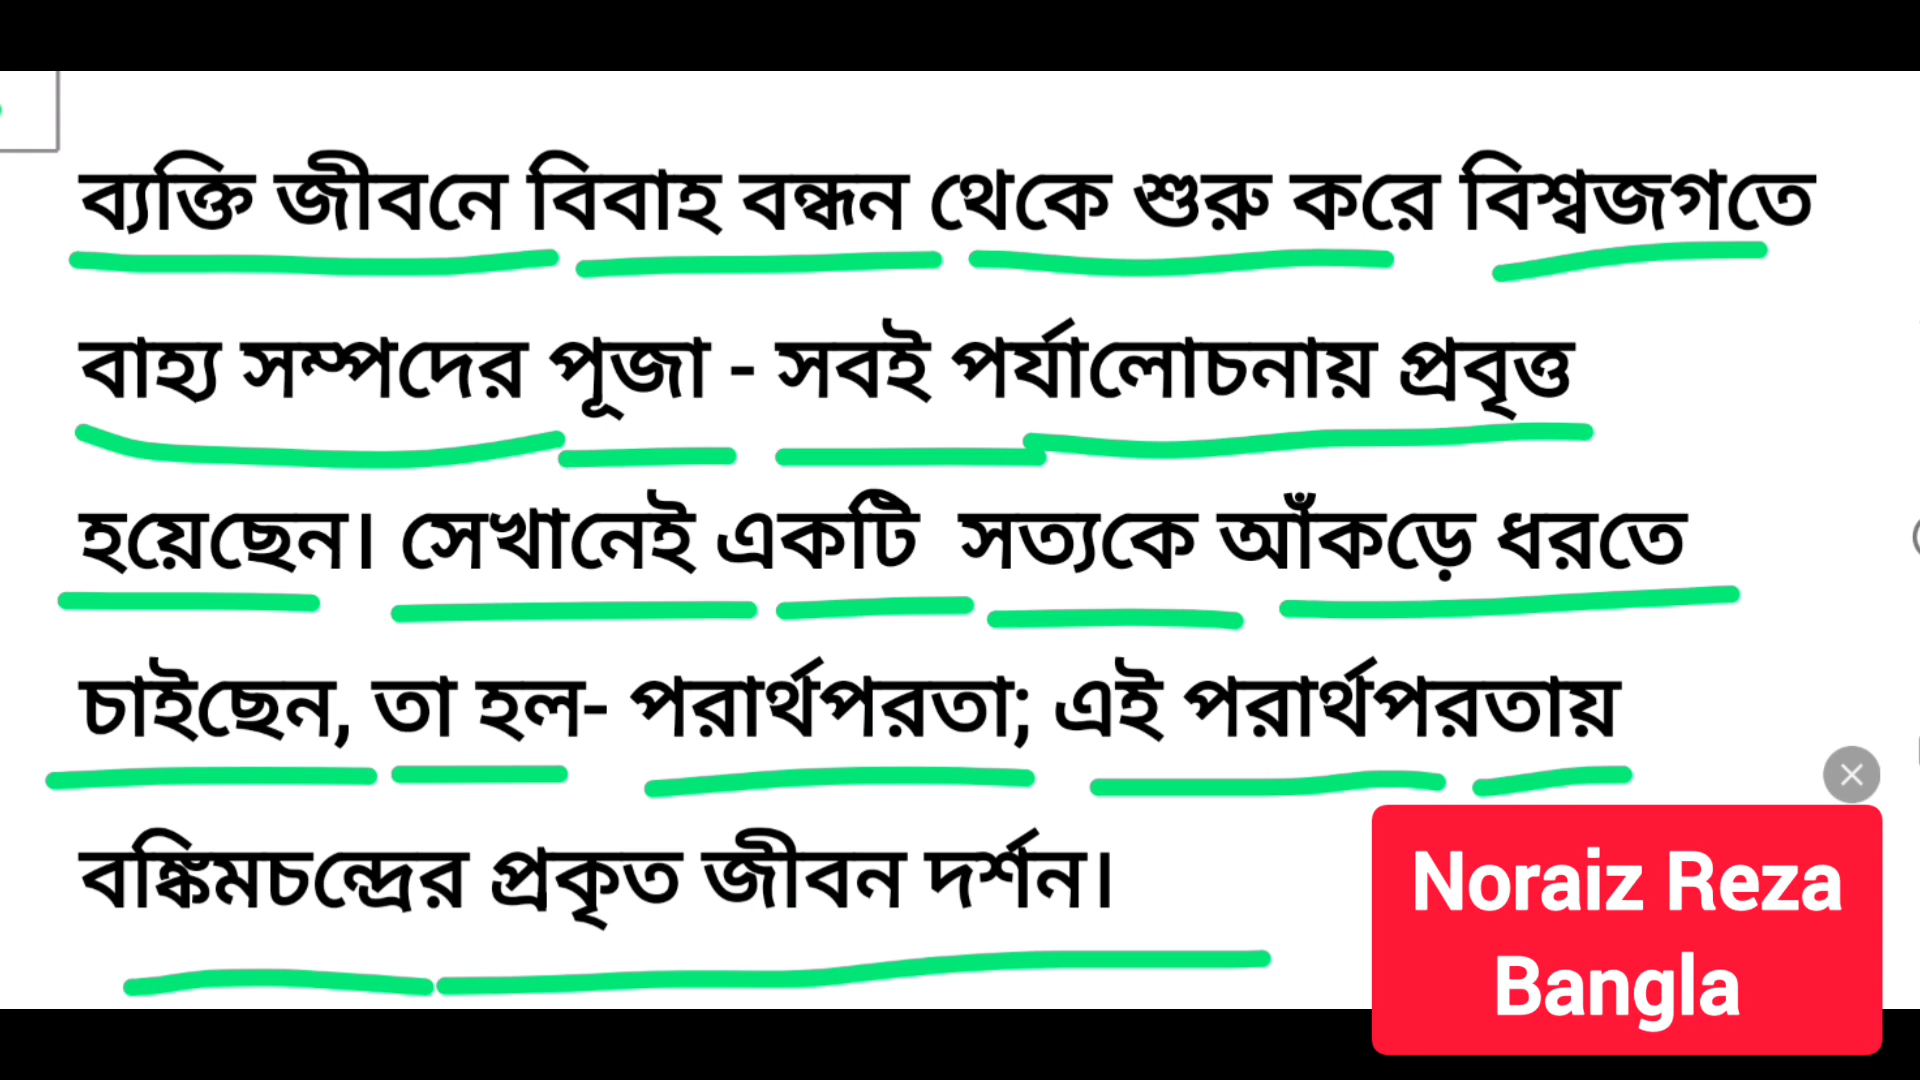 ব্যক্তি জীবনে বিবাহ বন্ধন থেকে শুরু করে বিশ্বজগতে
বাহ্য সম্পদের পূজা - সবই পর্যালোচনায় প্রবৃত্ত
হয়েছেন। সেখানেই একটি সত্যকে আঁকড়ে ধরতে
চাইছেন, তা হল- পরার্থপরতা; এই পরার্থপরতায়
বঙ্কিমচন্দ্রের প্রকৃত জীবন দর্শন।
Noraiz Reza
Bangla